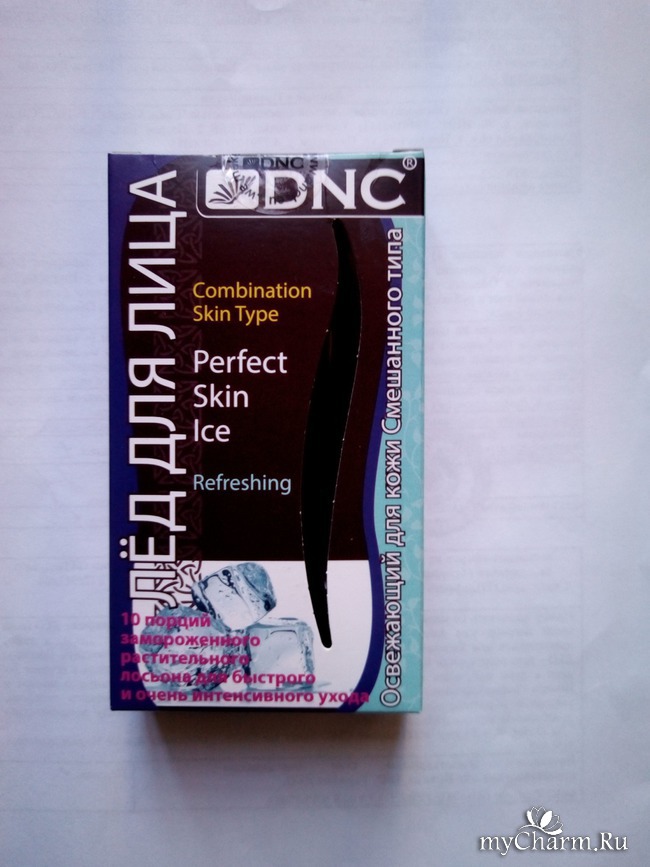 DNC
DNC®
ЛЁД ДЛЯ ЛИЦА
Combination
Skin Type
Perfect
Skin
Ice
Refreshing
Освежающий для кожи Смешанного типа
10 порций
замороженного
растительного
лосьона для быстрого
и очень интенсивного ухода
myCharm.Ru